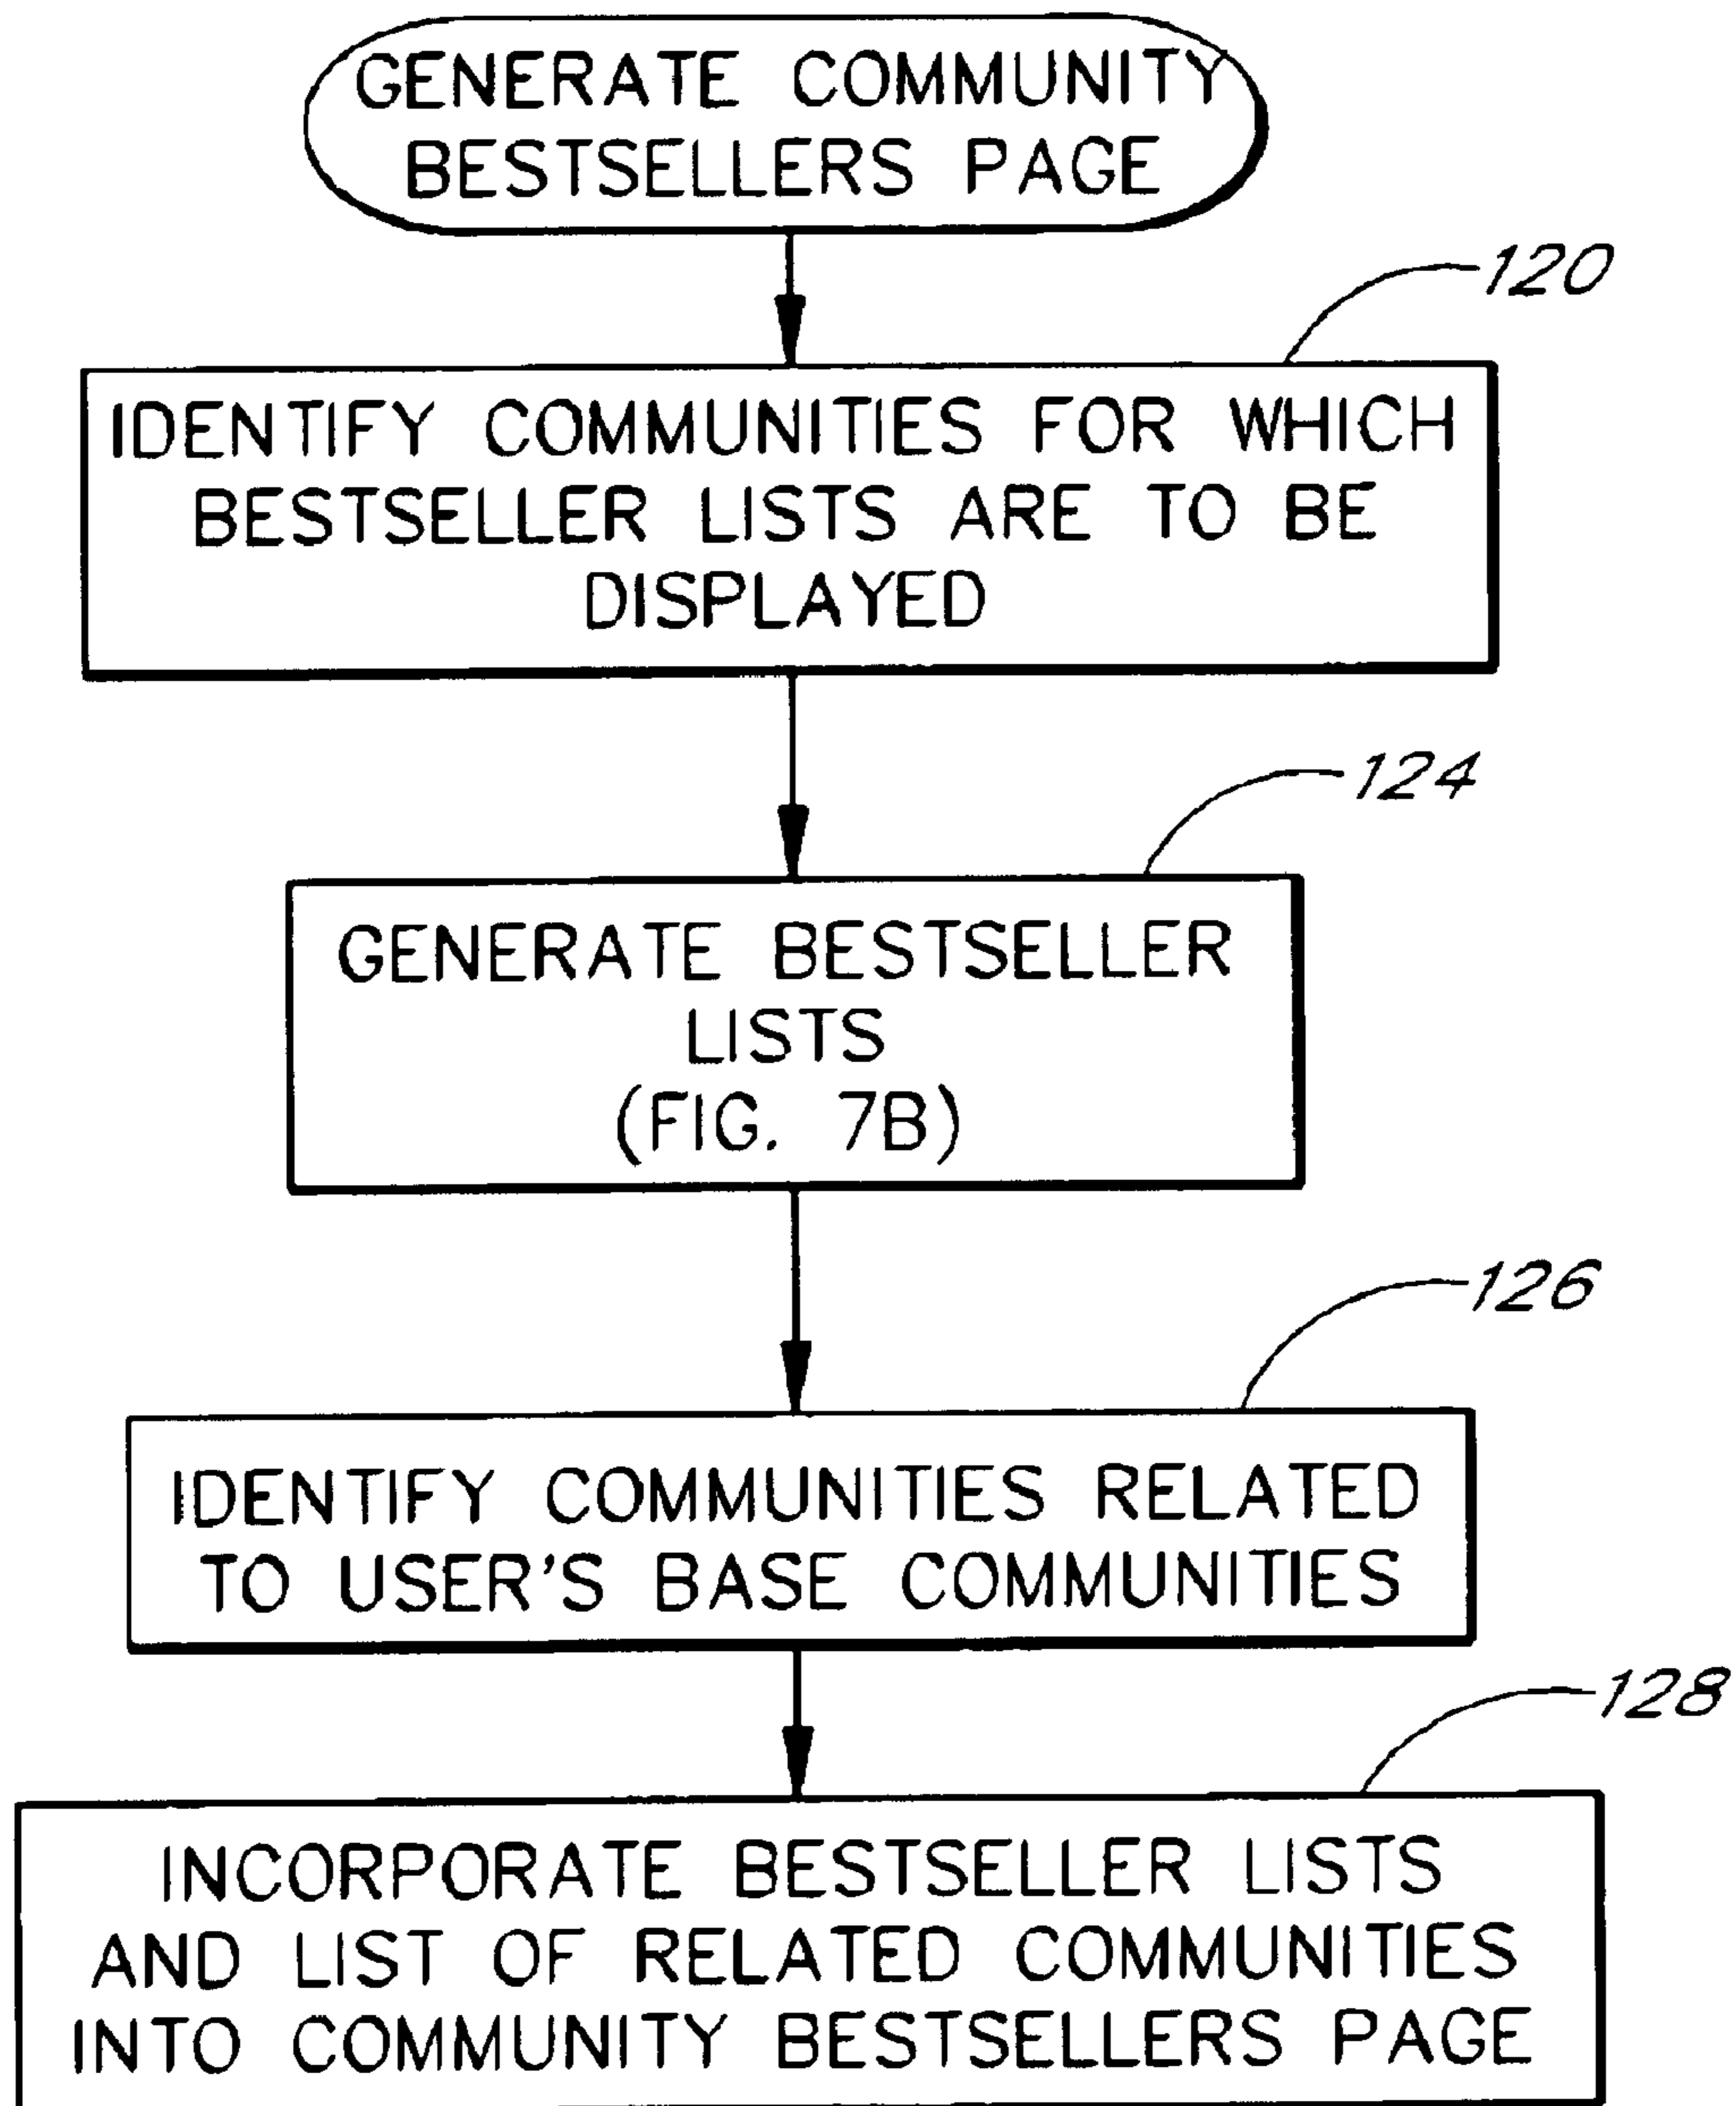 GENERATE COMMUNITY
BESTSELLERS PAGE
120
IDENTIFY COMMUNITIES FOR WHICH
BESTSELLER LISTS ARE TO BE
DISPLAYED
124
GENERATE BESTSELLER
LISTS
(FIG. 7B)
126
IDENTIFY COMMUNITIES RELATED
TO USER'S BASE COMMUNITIES
128
INCORPORATE BESTSELLER LISTS
AND LIST OF RELATED COMMUNITIES
INTO COMMUNITY BESTSELLERS PAGE